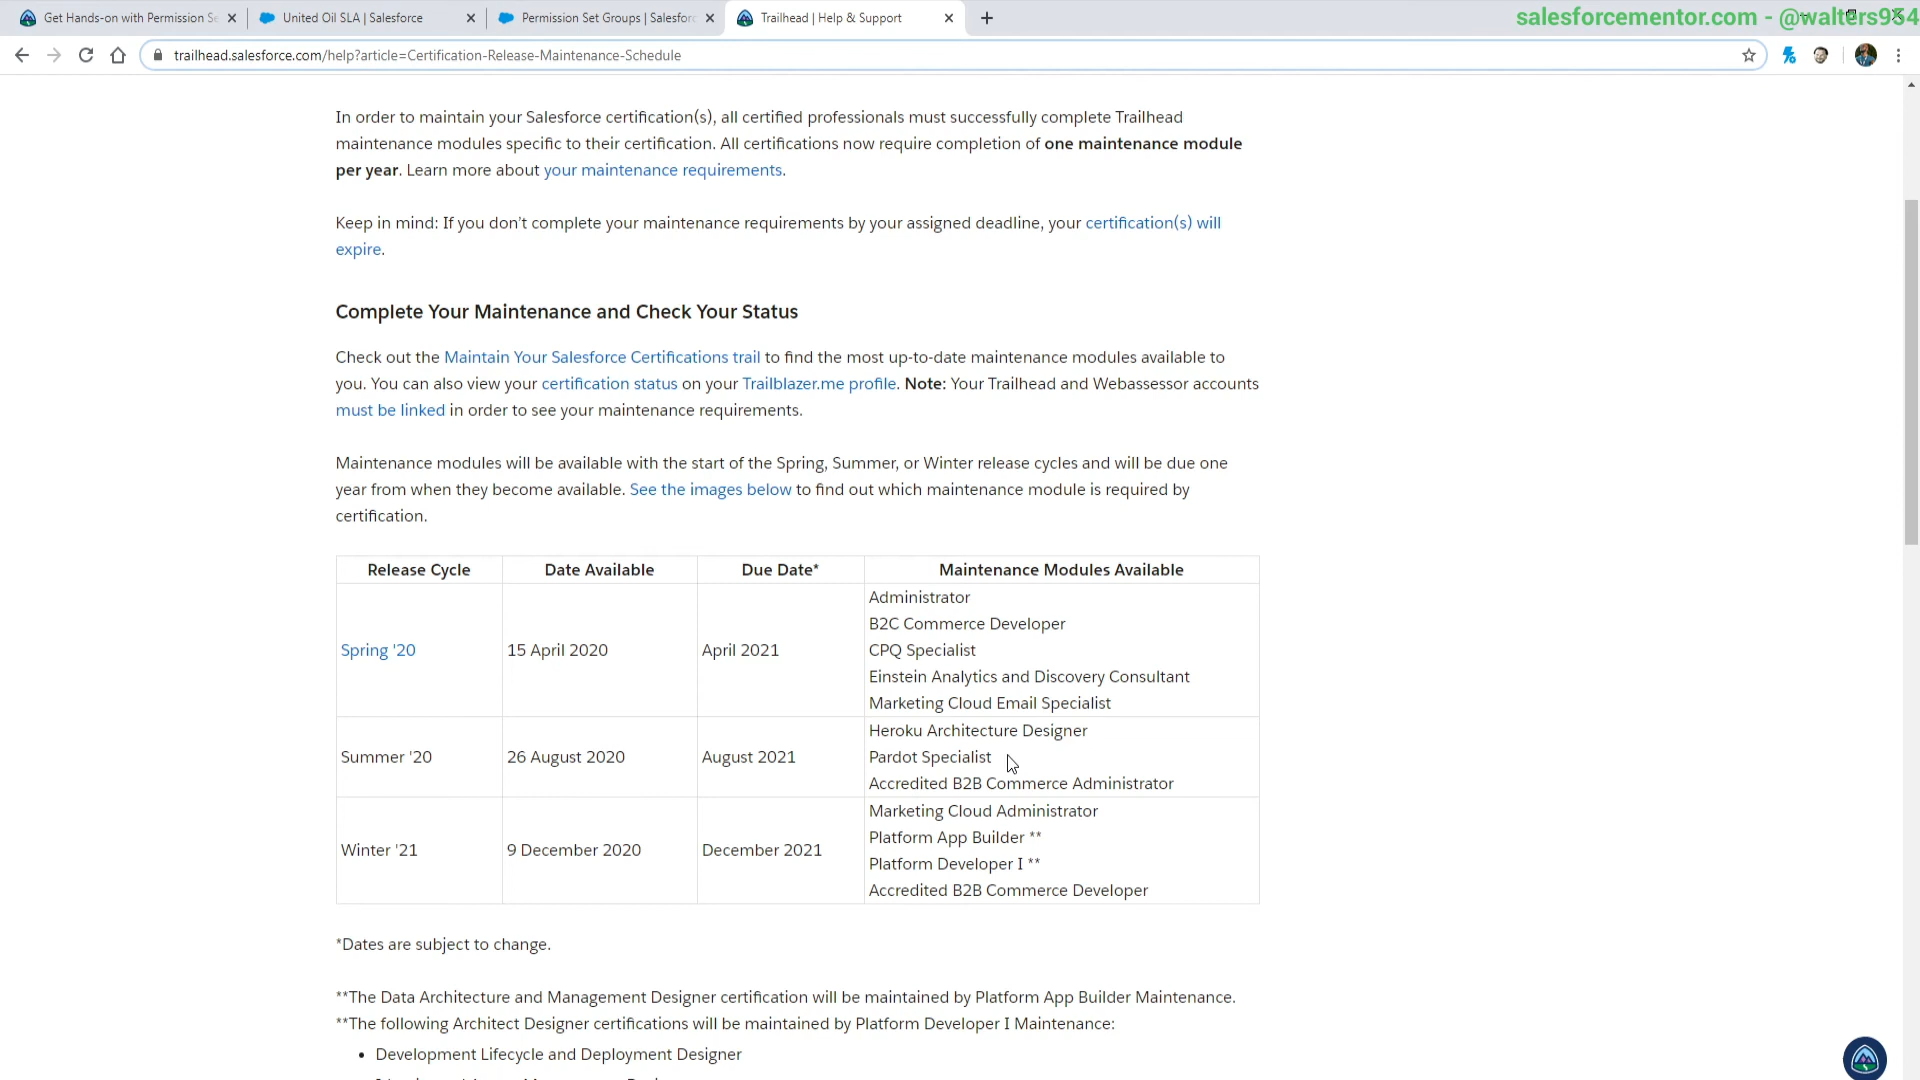 Get Hands-on with Permission Se
United Oil SLA | Salesforce
Permission Set Groups | Salesforc
Trailhead | Help & Support
salesforcementor.com - @walters954
trailhead.salesforce.com/help?article=Certification-Release-Maintenance-Schedule
In order to maintain your Salesforce certification(s), all certified professionals must successfully complete Trailhead
maintenance modules specific to their certification. All certifications now require completion of one maintenance module
per year. Learn more about your maintenance requirements.
Keep in mind: If you don't complete your maintenance requirements by your assigned deadline, your certification(s) will
expire.
Complete Your Maintenance and Check Your Status
Check out the Maintain Your Salesforce Certifications trail to find the most up-to-date maintenance modules available to
you. You can also view your certification status on your Trailblazer.me profile. Note: Your Trailhead and Webassessor accounts
must be linked in order to see your maintenance requirements.
Maintenance modules will be available with the start of the Spring, Summer, or Winter release cycles and will be due one
year from when they become available. See the images below to find out which maintenance module is required by
certification.
Release Cycle Date Available Due Date* Maintenance Modules Available
Administrator
B2C Commerce Developer
Spring '20 15 April 2020 April 2021 CPQ Specialist
Einstein Analytics and Discovery Consultant
Marketing Cloud Email Specialist
Heroku Architecture Designer
Summer '20 26 August 2020 August 2021 Pardot Specialist
Accredited B2B Commerce Administrator
Marketing Cloud Administrator
Platform App Builder **
Winter '21 9 December 2020 December 2021
Platform Developer I **
Accredited B2B Commerce Developer
*Dates are subject to change.
**The Data Architecture and Management Designer certification will be maintained by Platform App Builder Maintenance.
**The following Architect Designer certifications will be maintained by Platform Developer I Maintenance:
• Development Lifecycle and Deployment Designer